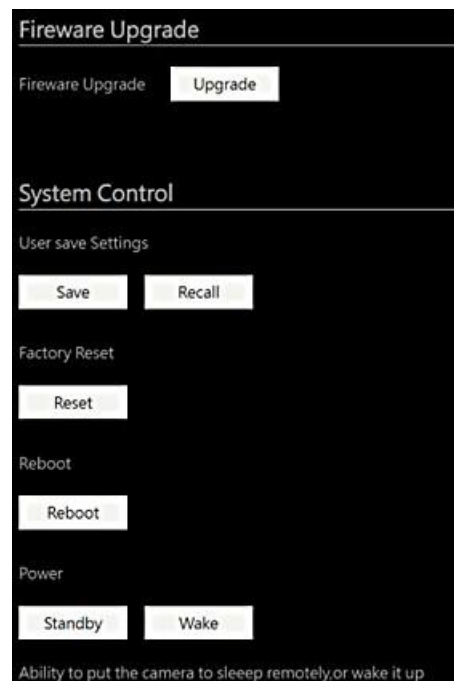 Fireware Upgrade
Fireware Upgrade Upgrade
System Control
User save Settings
Save Recall
Factory Reset
Reset
Reboot
Reboot
Power
Standby Wake
Ability to put the camera to sleeep remotely,or wake it up